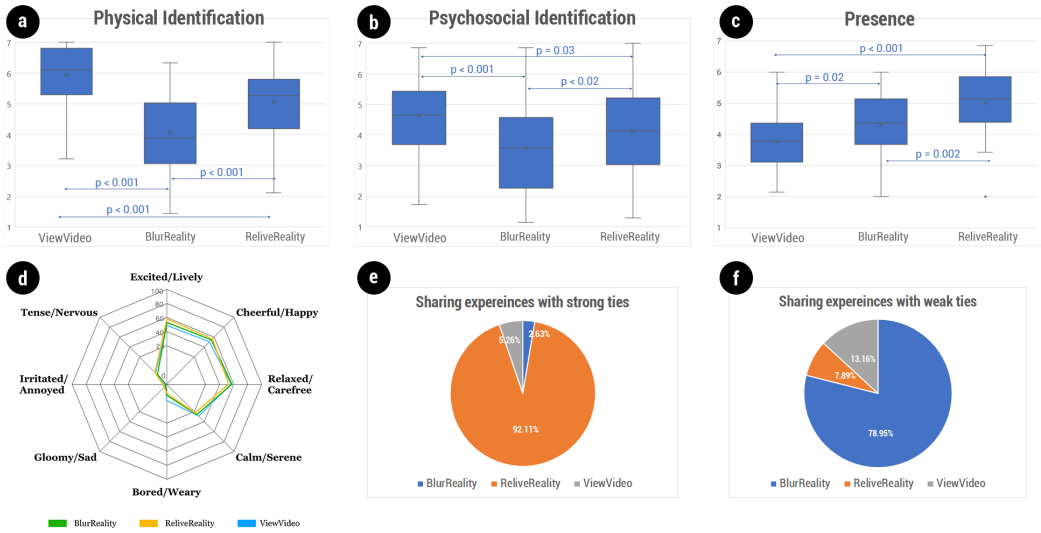 a
Physical Identification
7
6
5
4
3
2
1
p < 0.001
p < 0.001
p < 0.001
ViewVideo BlurReality ReliveReality
b
Psychosocial Identification
7
6
5
4
3
2
1
p = 0.03
p < 0.001
p < 0.02
ViewVideo BlurReality ReliveReality
c
Presence
7
6
5
4
3
2
1
p < 0.001
p = 0.02
p = 0.002
ViewVideo BlurReality ReliveReality
d
Excited/Lively
100
80
60
40
20
0
Tense/Nervous
Cheerful/Happy
Irritated/
Annoyed
Relaxed/
Carefree
Gloomy/Sad
Calm/Serene
Bored/Weary
BlurReality ReliveReality ViewVideo
e
Sharing expereinces with strong ties
5.26%
2.63%
92.11%
BlurReality ReliveReality ViewVideo
f
Sharing expereinces with weak ties
13.16%
7.89%
78.95%
BlurReality ReliveReality ViewVideo